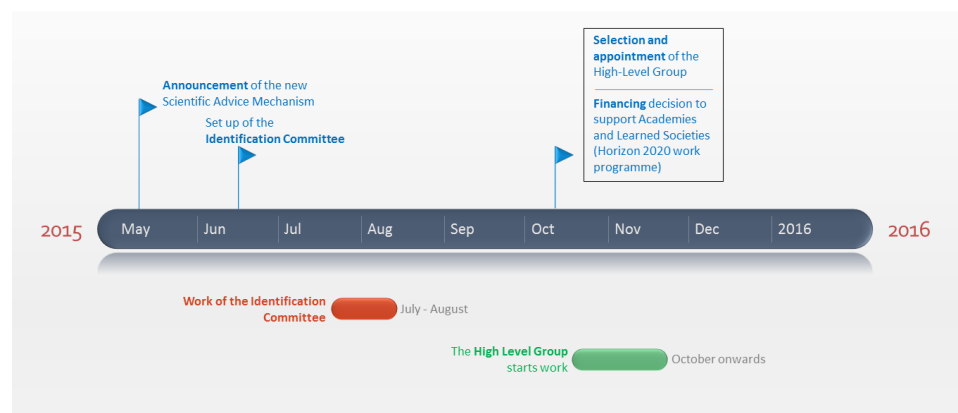 Announcement of the new
Scientific Advice Mechanism
Set up of the
Identification Committee
Selection and
appointment of the
High-Level Group
Financing decision to
support Academies
and Learned Societies
(Horizon 2020 work
programme)
2015 May Jun Jul Aug Sep Oct Nov Dec 2016 2016
Work of the Identification
Committee
July - August
The High Level Group
starts work
October onwards